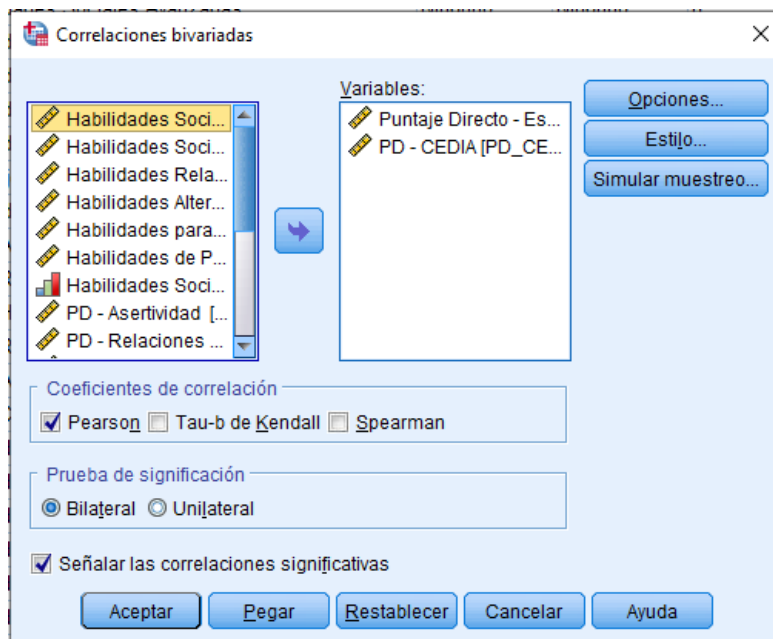 Correlaciones bivariadas
Variables:
Habilidades Soci...
Habilidades Soci...
Habilidades Rela...
Habilidades Alter...
Habilidades para...
Habilidades de P...
Habilidades Soci...
PD - Asertividad [...
PD - Relaciones ...
Puntaje Directo - Es...
PD - CEDIA [PD_CE...
Opciones...
Estilo...
Simular muestreo...
Coeficientes de correlación
Pearson Tau-b de Kendall Spearman
Prueba de significación
Bilateral Unilateral
Señalar las correlaciones significativas
Aceptar Pegar Restablecer Cancelar Ayuda